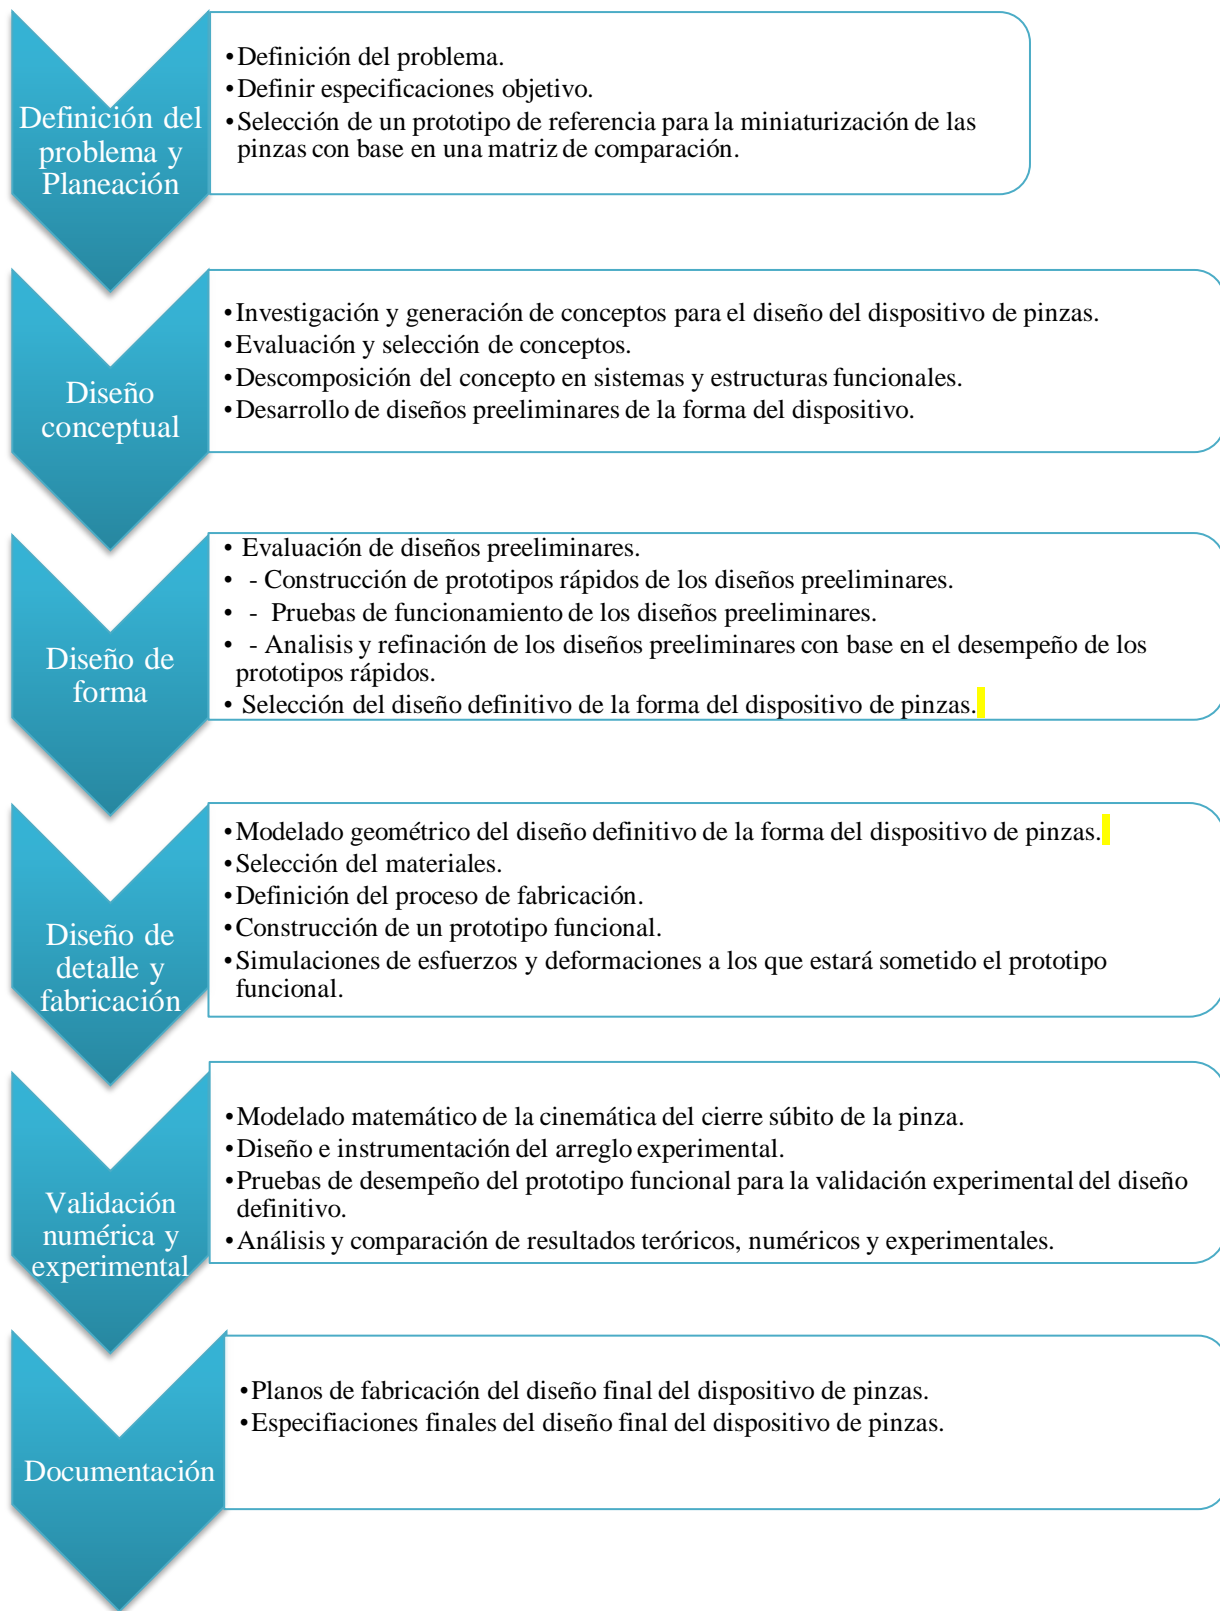 Definición del
problema y
Planeación
•Definición del problema.
•Definir especificaciones objetivo.
•Selección de un prototipo de referencia para la miniaturización de las
pinzas con base en una matriz de comparación.
Diseño
conceptual
•Investigación y generación de conceptos para el diseño del dispositivo de pinzas.
•Evaluación y selección de conceptos.
•Descomposición del concepto en sistemas y estructuras funcionales.
•Desarrollo de diseños preeliminares de la forma del dispositivo.
Diseño de
forma
• Evaluación de diseños preeliminares.
• - Construcción de prototipos rápidos de los diseños preeliminares.
• - Pruebas de funcionamiento de los diseños preeliminares.
• - Analisis y refinación de los diseños preeliminares con base en el desempeño de los
prototipos rápidos.
• Selección del diseño definitivo de la forma del dispositivo de pinzas.
Diseño de
detalle y
fabricación
•Modelado geométrico del diseño definitivo de la forma del dispositivo de pinzas.
•Selección del materiales.
•Definición del proceso de fabricación.
•Construcción de un prototipo funcional.
•Simulaciones de esfuerzos y deformaciones a los que estará sometido el prototipo
funcional.
Validación
numérica y
experimental
•Modelado matemático de la cinemática del cierre súbito de la pinza.
•Diseño e instrumentación del arreglo experimental.
•Pruebas de desempeño del prototipo funcional para la validación experimental del diseño
definitivo.
•Análisis y comparación de resultados teróricos, numéricos y experimentales.
Documentación
•Planos de fabricación del diseño final del dispositivo de pinzas.
•Especifiaciones finales del diseño final del dispositivo de pinzas.